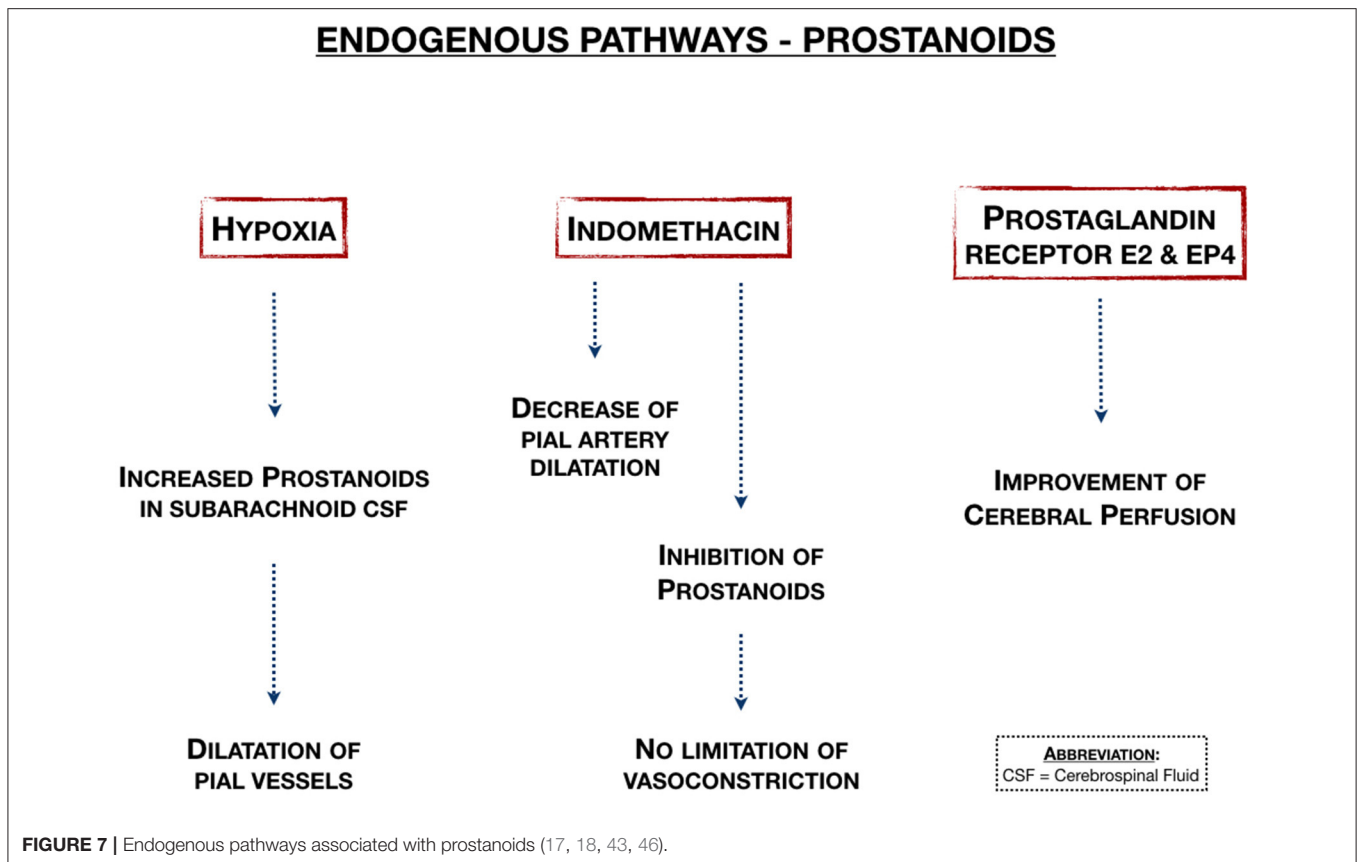 ENDOGENOUS PATHWAYS - PROSTANOIDS
HYPOXIA
INCREASED PROSTANOIDS
IN SUBARACHNOID CSF
DILATATION OF
PIAL VESSELS
INDOMETHACIN
DECREASE OF
PIAL ARTERY
DILATATION
INHIBITION OF
PROSTANOIDS
NO LIMITATION OF
VASOCONSTRICTION
PROSTAGLANDIN
RECEPTOR E2 & EP4
IMPROVEMENT OF
CEREBRAL PERFUSION
ABBREVIATION:
CSF = Cerebrospinal Fluid
FIGURE 7 | Endogenous pathways associated with prostanoids (17, 18, 43, 46).